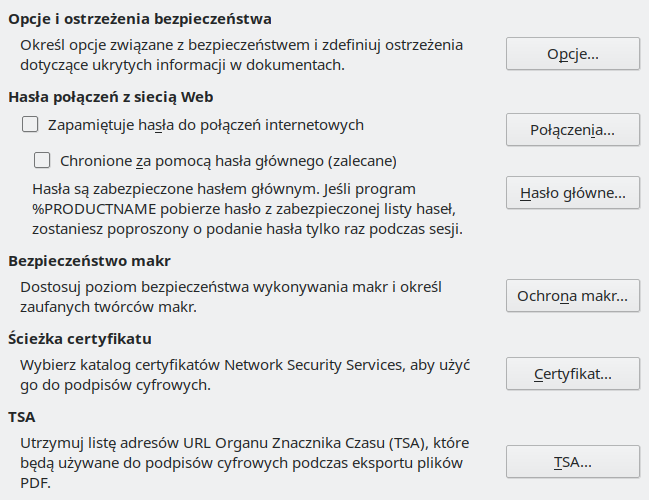 Opcje i ostrzeżenia bezpieczeństwa
Określ opcje związane z bezpieczeństwem i zdefiniuj ostrzeżenia
dotyczące ukrytych informacji w dokumentach.
Opcje...
Hasła połączeń z siecią Web
Zapamiętuje hasła do połączeń internetowych
Połączenia...
Chronione za pomocą hasła głównego (zalecane)
Hasła są zabezpieczone hasłem głównym. Jeśli program
%PRODUCTNAME pobierze hasło z zabezpieczonej listy haseł,
zostaniesz poproszony o podanie hasła tylko raz podczas sesji.
Hasło główne...
Bezpieczeństwo makr
Dostosuj poziom bezpieczeństwa wykonywania makr i określ
zaufanych twórców makr.
Ochrona makr...
Ścieżka certyfikatu
Wybierz katalog certyfikatów Network Security Services, aby użyć
go do podpisów cyfrowych.
Certyfikat...
TSA
Utrzymuj listę adresów URL Organu Znacznika Czasu (TSA), które
będą używane do podpisów cyfrowych podczas eksportu plików
PDF.
TSA...